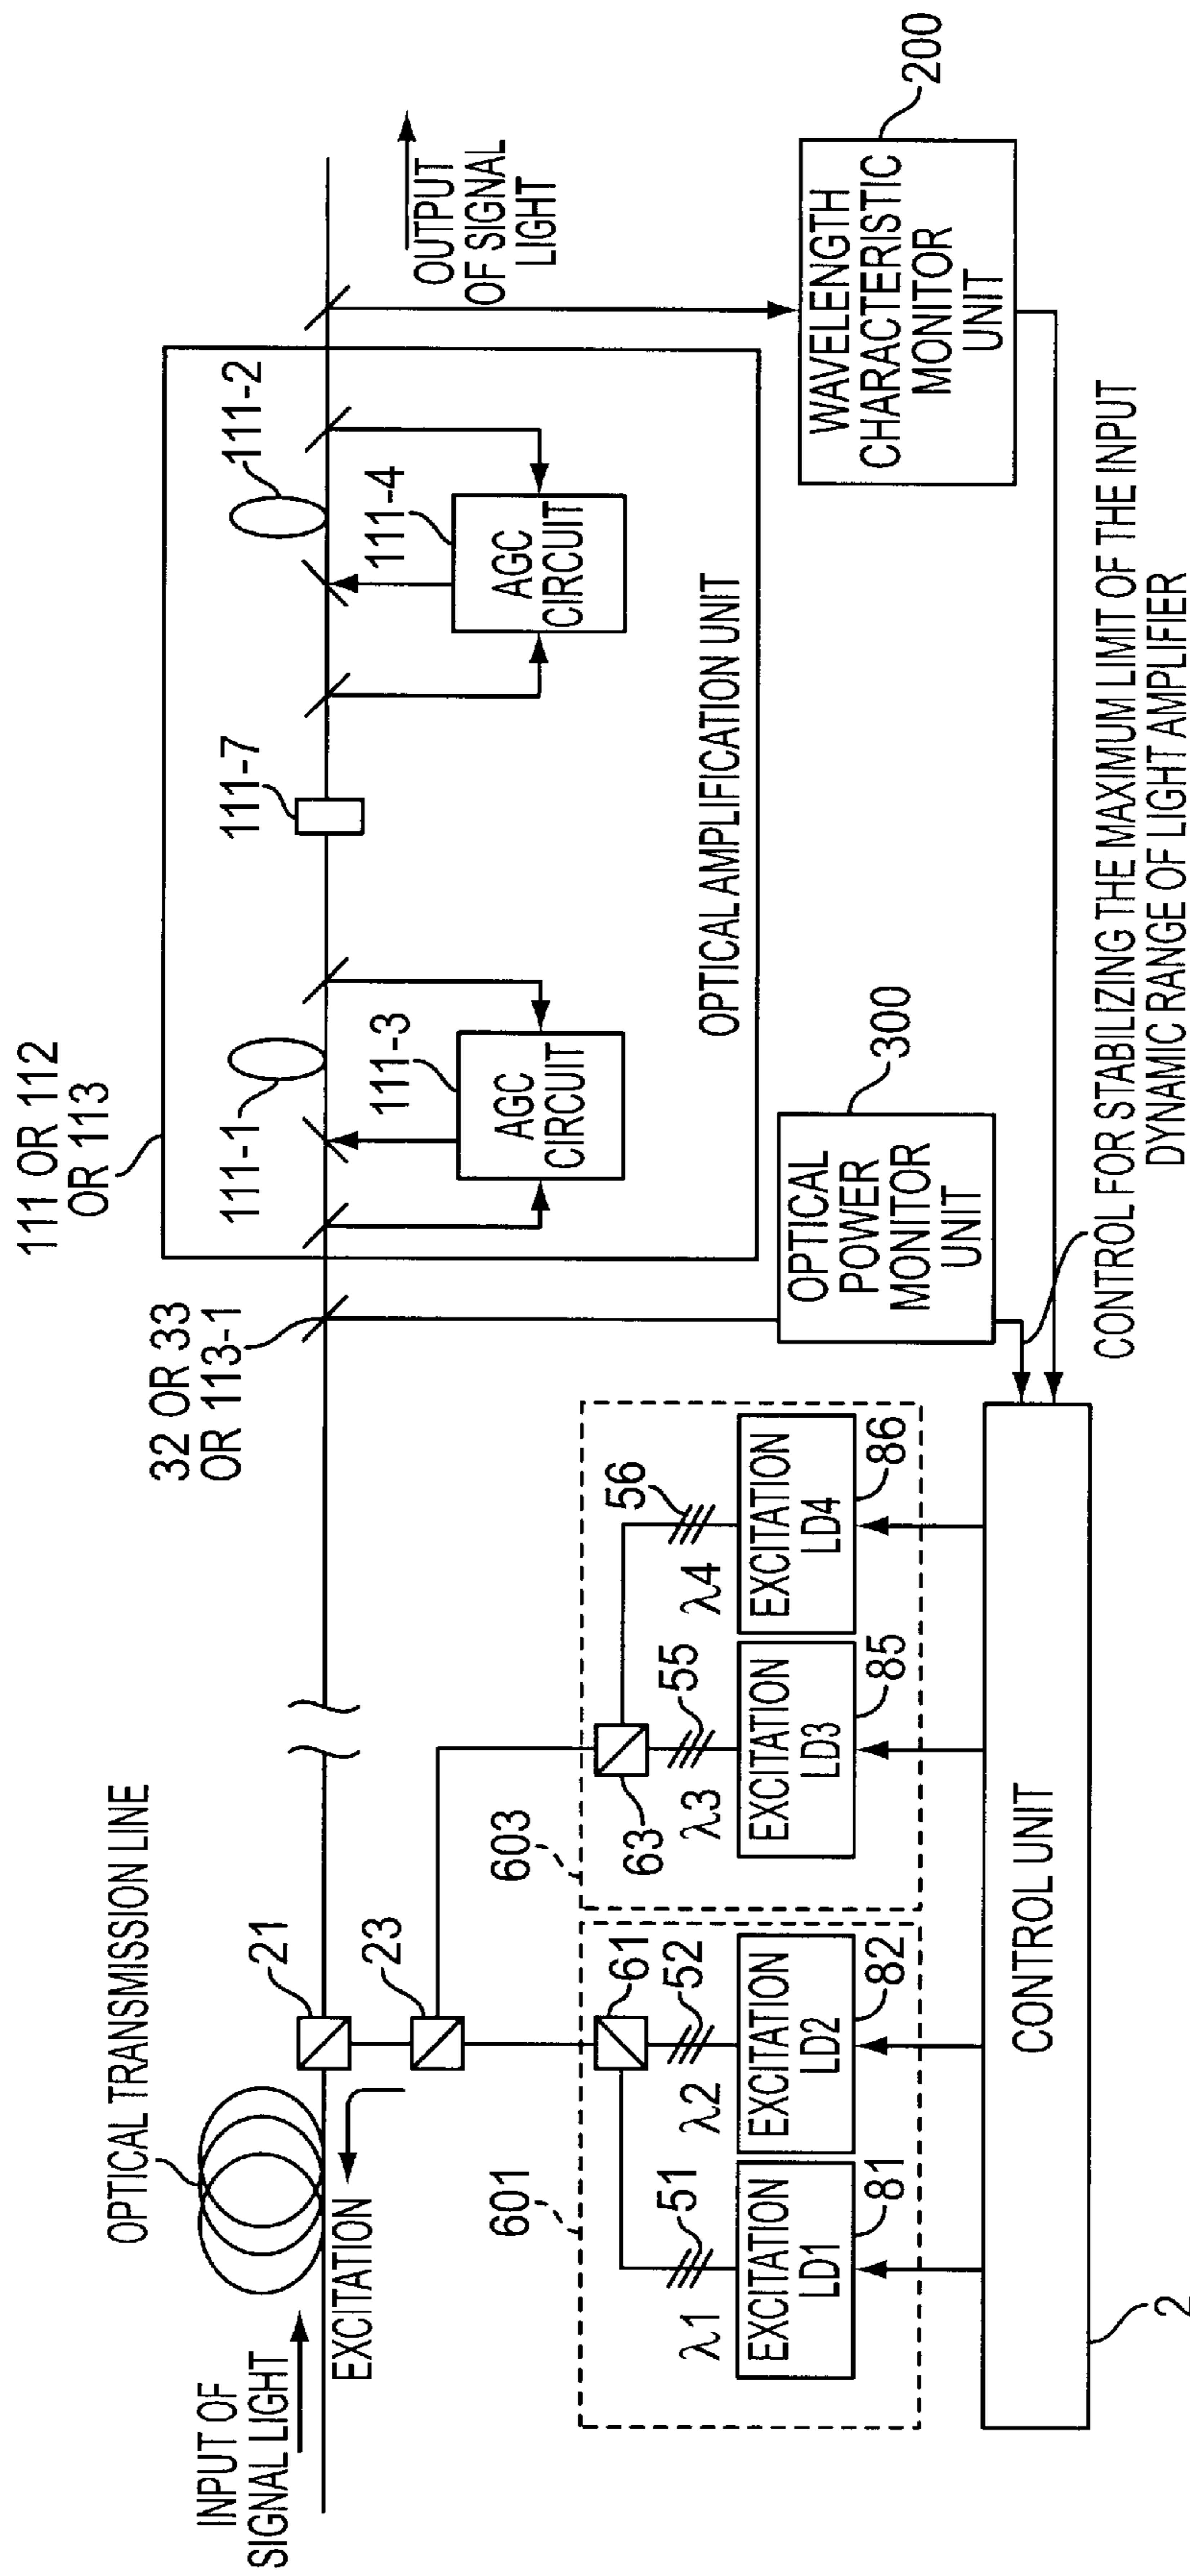 111 OR 112
OR 113
32 OR 33
OR 113-1
111-1
111-3
AGC
CIRCUIT
111-7
111-2
111-4
AGC
CIRCUIT
OPTICAL AMPLIFICATION UNIT
OUTPUT
OF SIGNAL
LIGHT
200
WAVELENGTH
CHARACTERISTIC
MONITOR
UNIT
300
OPTICAL
POWER
MONITOR
UNIT
CONTROL FOR STABILIZING THE MAXIMUM LIMIT OF THE INPUT
DYNAMIC RANGE OF LIGHT AMPLIFIER
OPTICAL TRANSMISSION LINE
INPUT OF
SIGNAL LIGHT
EXCITATION
21
23
601
61
λ1
51
λ2
52
EXCITATION
LD1
81
EXCITATION
LD2
82
603
63
λ3
55
λ4
56
EXCITATION
LD3
85
EXCITATION
LD4
86
CONTROL UNIT
2